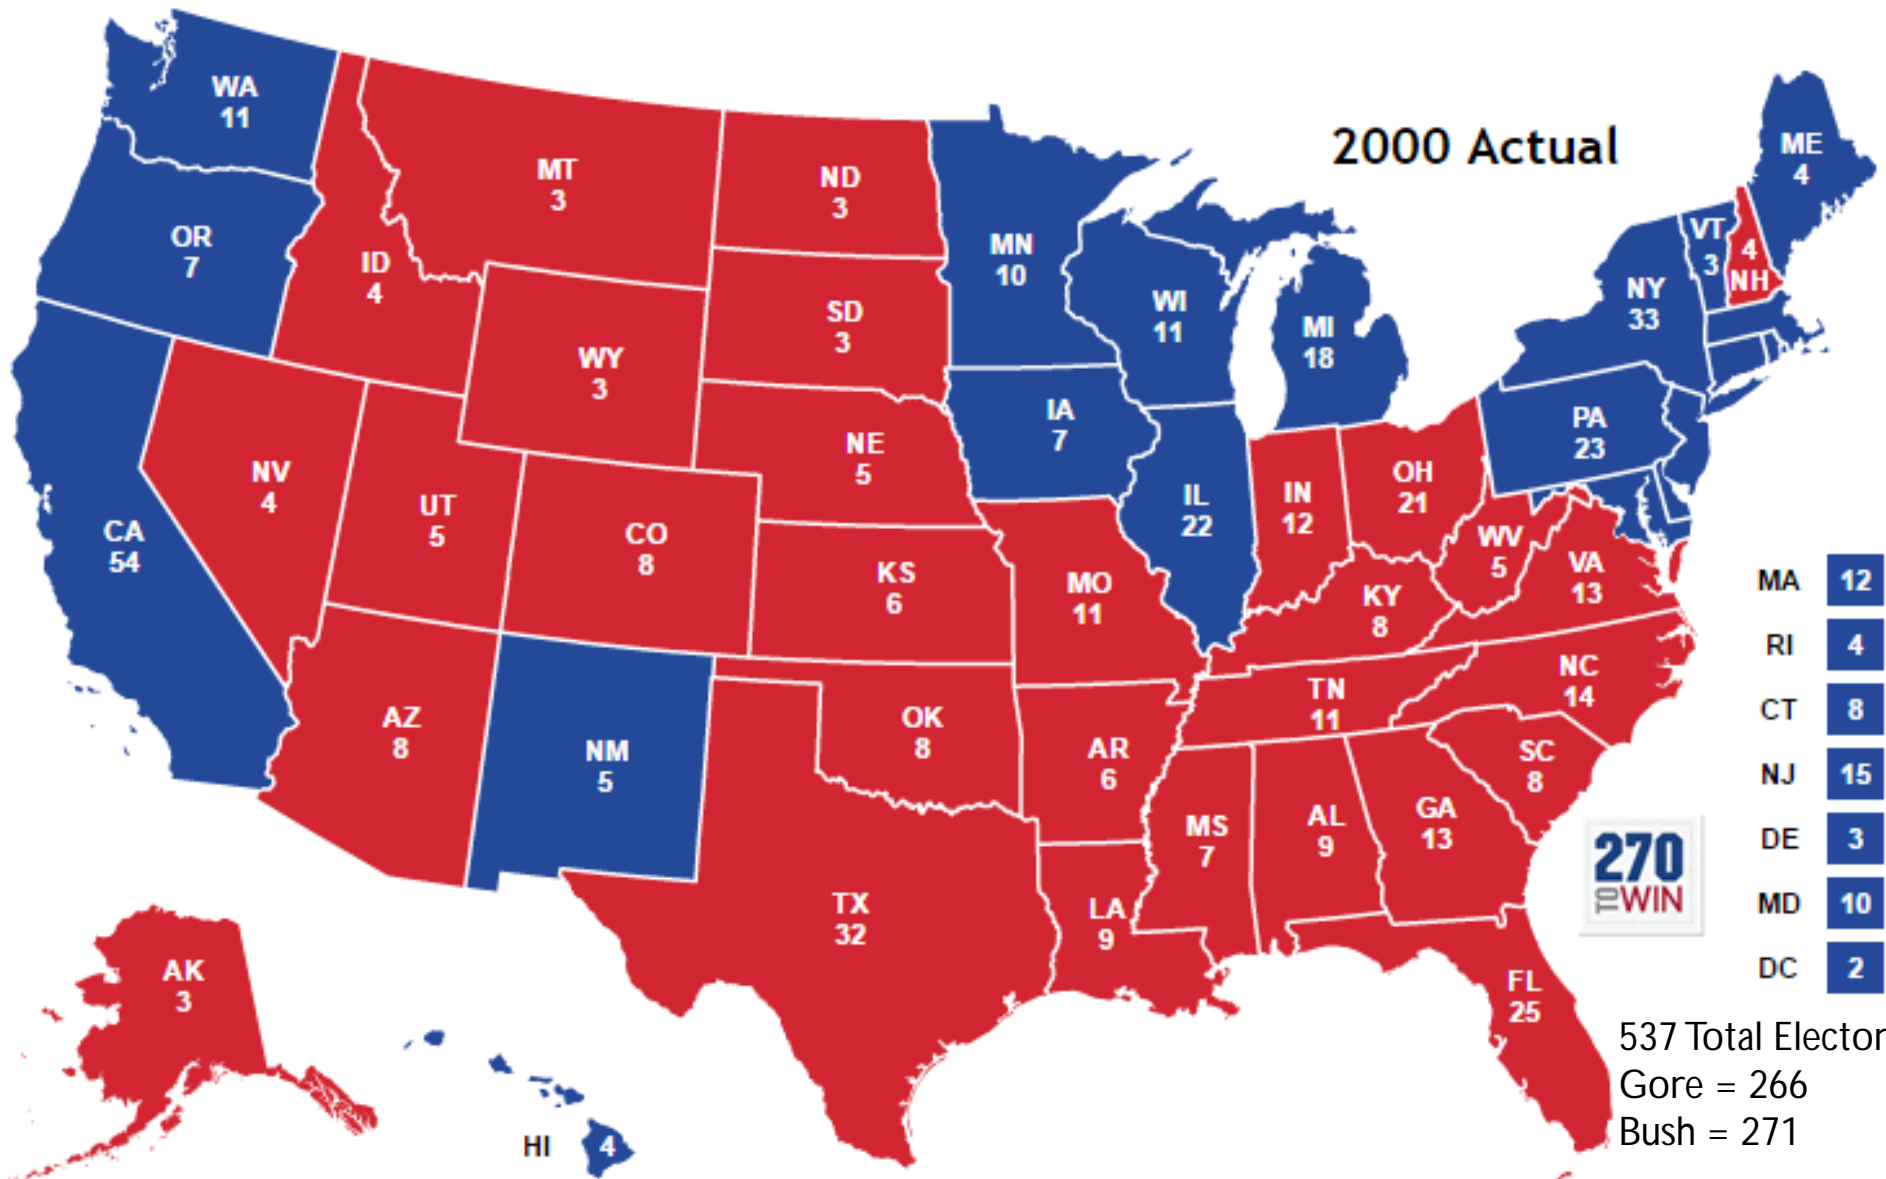 2000 Actual
WA
11
OR
7
CA
54
NV
4
ID
4
MT
3
WY
3
UT
5
AZ
8
CO
8
NM
5
ND
3
SD
3
NE
5
KS
6
OK
8
TX
32
MN
10
IA
7
MO
11
AR
6
LA
9
WI
11
IL
22
MI
18
IN
12
OH
21
KY
8
TN
11
MS
7
AL
9
GA
13
FL
25
SC
8
NC
14
VA
13
WV
5
PA
23
NY
33
VT
3
4
NH
ME
4
AK
3
HI
4
MA 12
RI 4
CT 8
NJ 15
DE 3
MD 10
DC 2
270
TO WIN
537 Total Elector
Gore = 266
Bush = 271